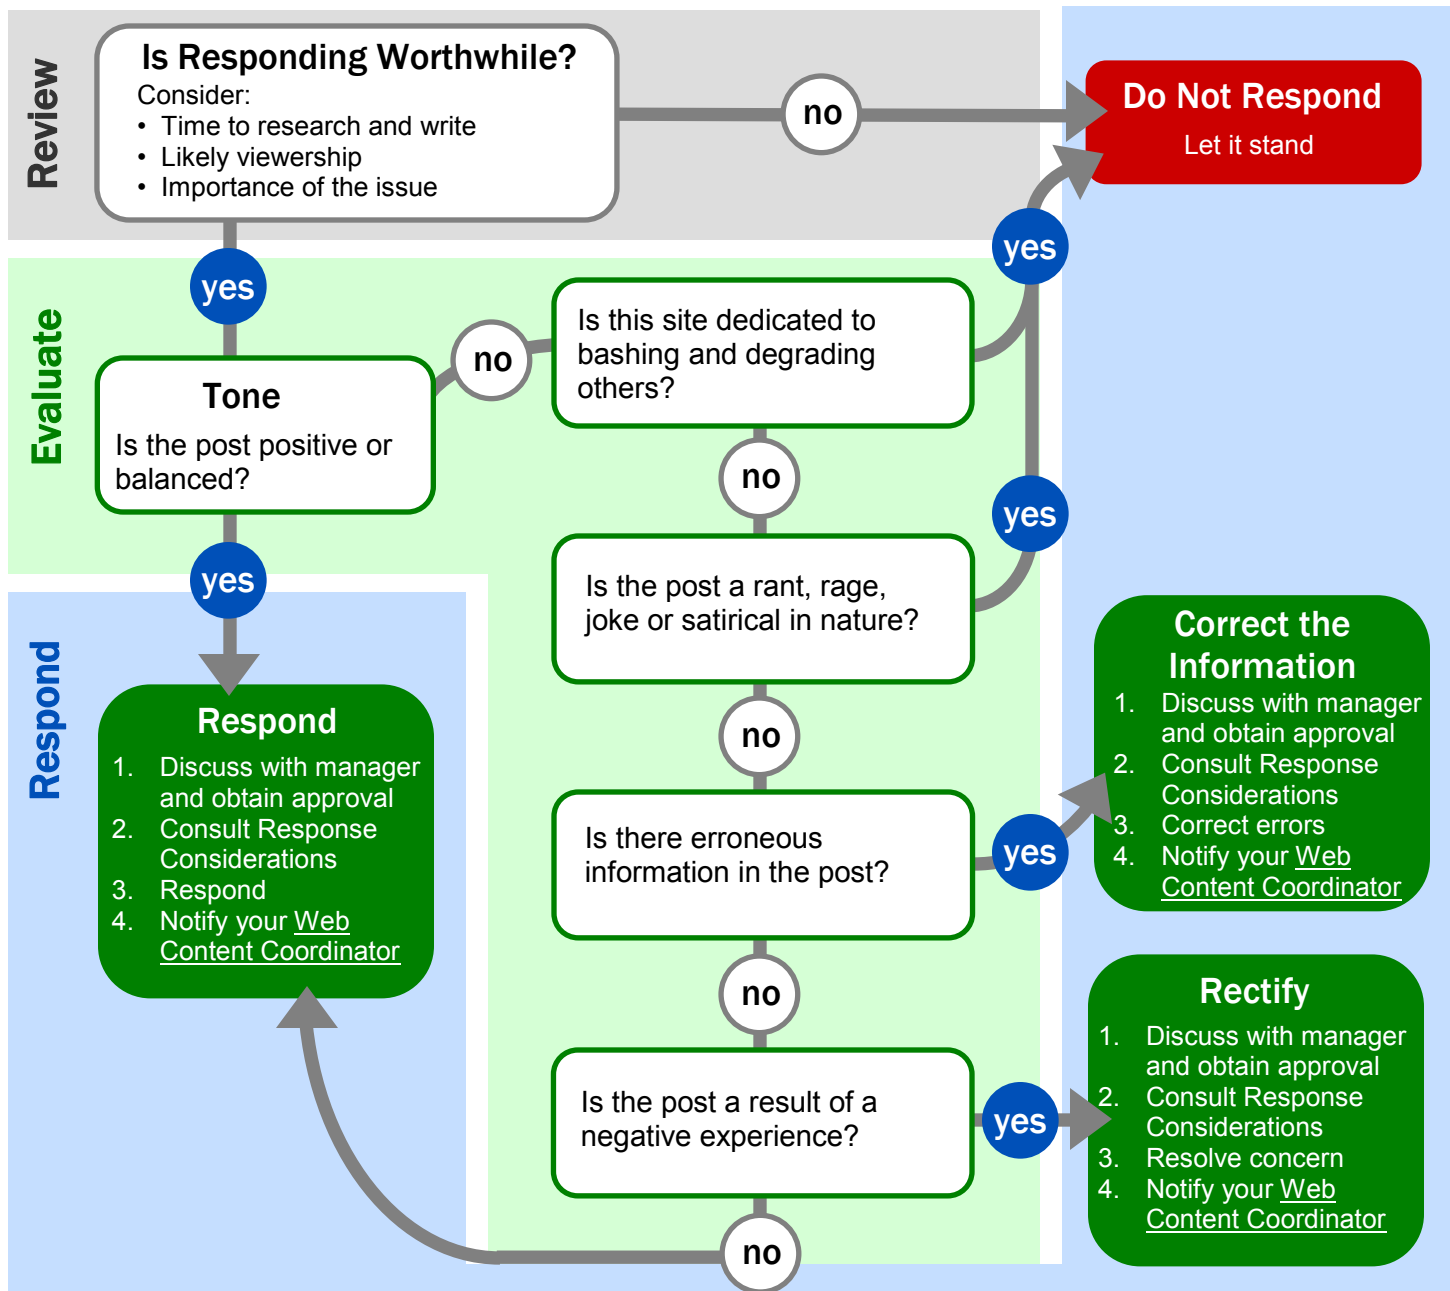 Review
Is Responding Worthwhile?
Consider:
• Time to research and write
• Likely viewership
• Importance of the issue
no
Do Not Respond
Let it stand
yes
yes
Evaluate
Tone
Is the post positive or
balanced?
no
Is this site dedicated to
bashing and degrading
others?
no
yes
yes
Is the post a rant, rage,
joke or satirical in nature?
no
Respond
Respond
1. Discuss with manager
and obtain approval
2. Consult Response
Considerations
3. Respond
4. Notify your Web
Content Coordinator
Is there erroneous
information in the post?
yes
Correct the
Information
1. Discuss with manager
and obtain approval
2. Consult Response
Considerations
3. Correct errors
4. Notify your Web
Content Coordinator
no
Is the post a result of a
negative experience?
yes
Rectify
1. Discuss with manager
and obtain approval
2. Consult Response
Considerations
3. Resolve concern
4. Notify your Web
Content Coordinator
no